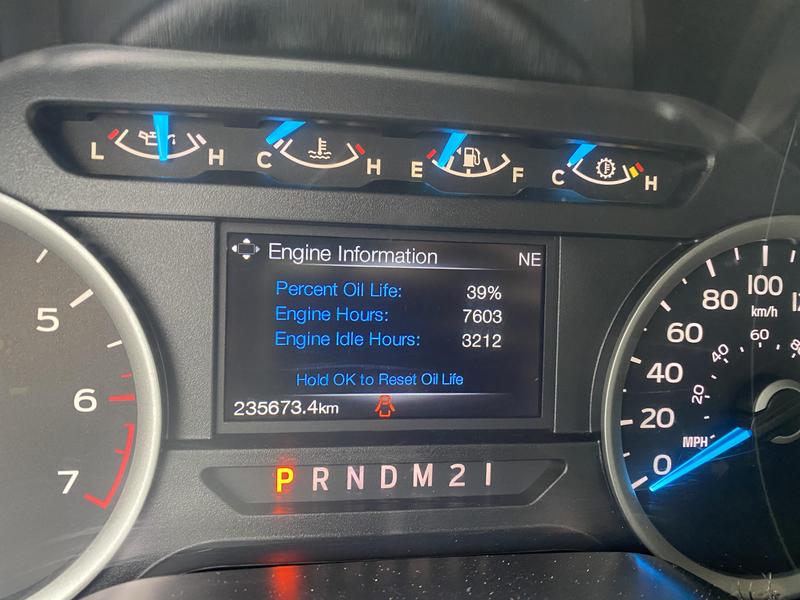 L H C H E F C H
Engine Information NE
Percent Oil Life: 39%
Engine Hours: 7603
Engine Idle Hours: 3212
Hold OK to Reset Oil Life
235673.4km
P R N D M 2 1
5
6
7
100
80
km/h
60
60
80
40
40
20
20
MPH
0